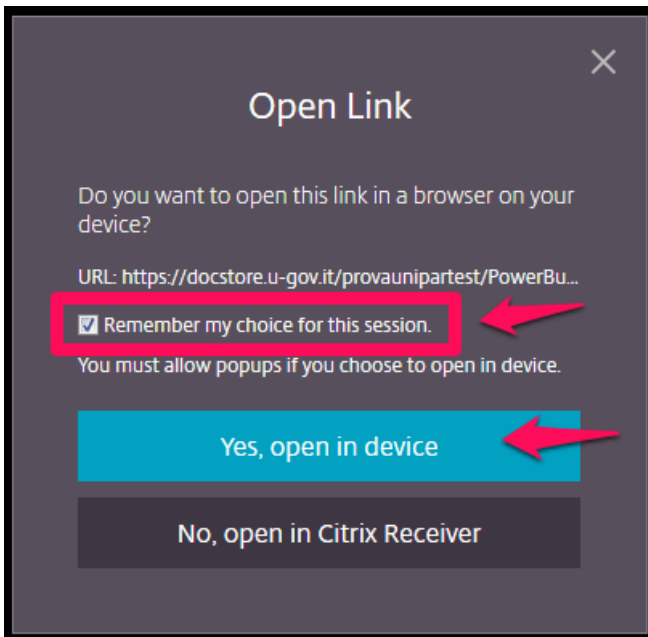 Open Link
Do you want to open this link in a browser on your
device?
URL: https://docstore.u-gov.it/provaunipartest/PowerBu...
Remember my choice for this session.
You must allow popups if you choose to open in device.
Yes, open in device
No, open in Citrix Receiver